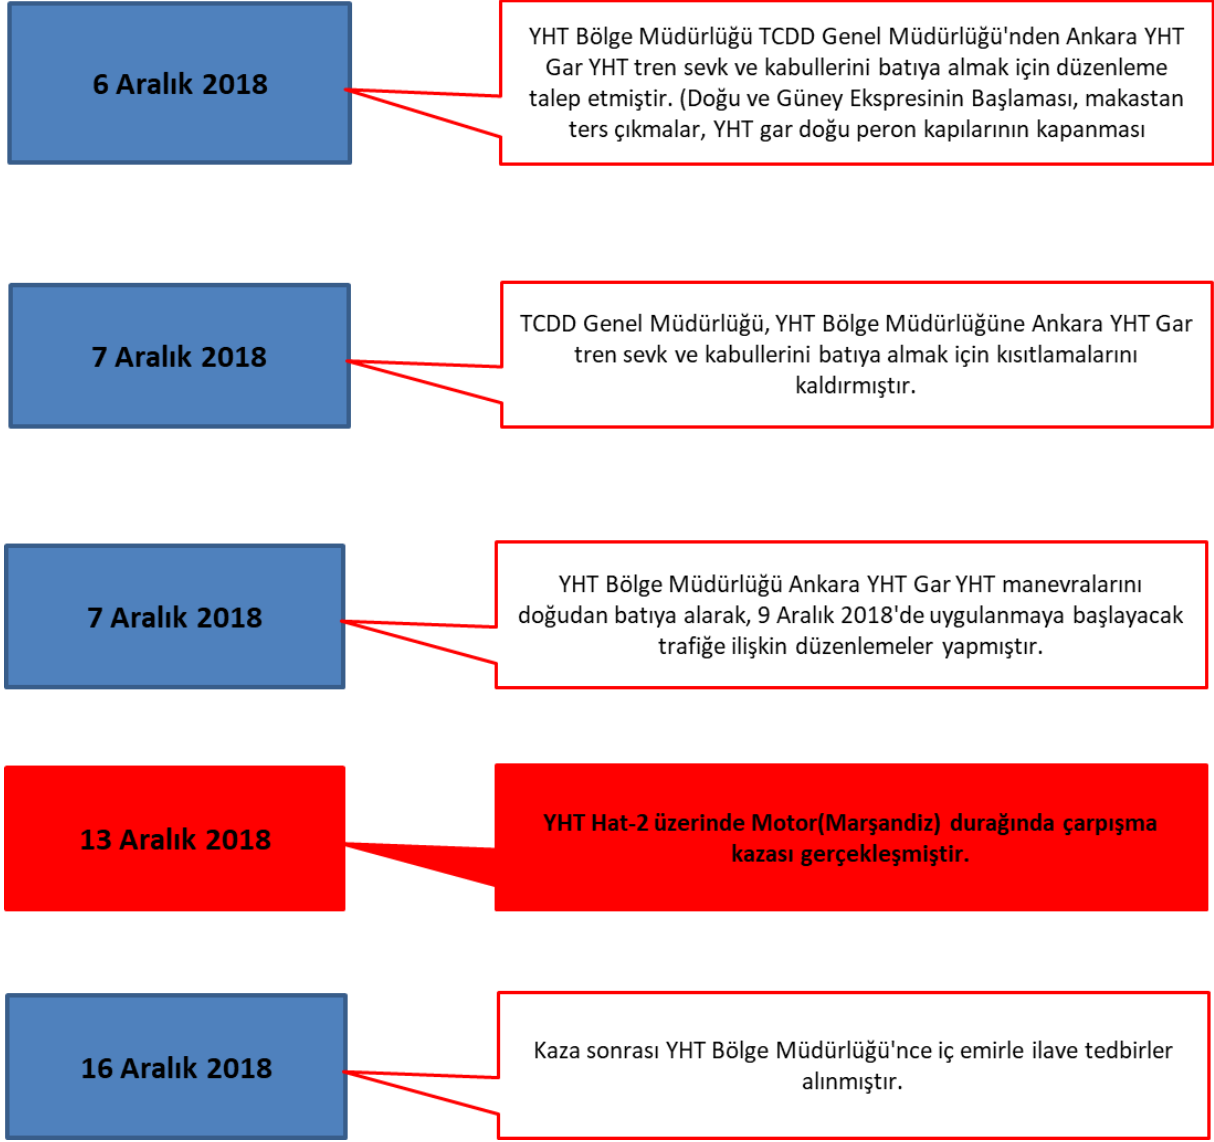 6 Aralık 2018
YHT Bölge Müdürlüğü TCDD Genel Müdürlüğü'nden Ankara YHT
Gar YHT tren sevk ve kabullerini batıya almak için düzenleme
talep etmiştir. (Doğu ve Güney Ekspresinin Başlaması, makastan
ters çıkmalar, YHT gar doğu peron kapılarının kapanması
7 Aralık 2018
TCDD Genel Müdürlüğü, YHT Bölge Müdürlüğüne Ankara YHT Gar
tren sevk ve kabullerini batıya almak için kısıtlamalarını
kaldırmıştır.
7 Aralık 2018
YHT Bölge Müdürlüğü Ankara YHT Gar YHT manevralarını
doğudan batıya alarak, 9 Aralık 2018'de uygulanmaya başlayacak
trafiğe ilişkin düzenlemeler yapmıştır.
13 Aralık 2018
YHT Hat-2 üzerinde Motor(Marşandiz) durağında çarpışma
kazası gerçekleşmiştir.
16 Aralık 2018
Kaza sonrası YHT Bölge Müdürlüğü'nce iç emirle ilave tedbirler
alınmıştır.